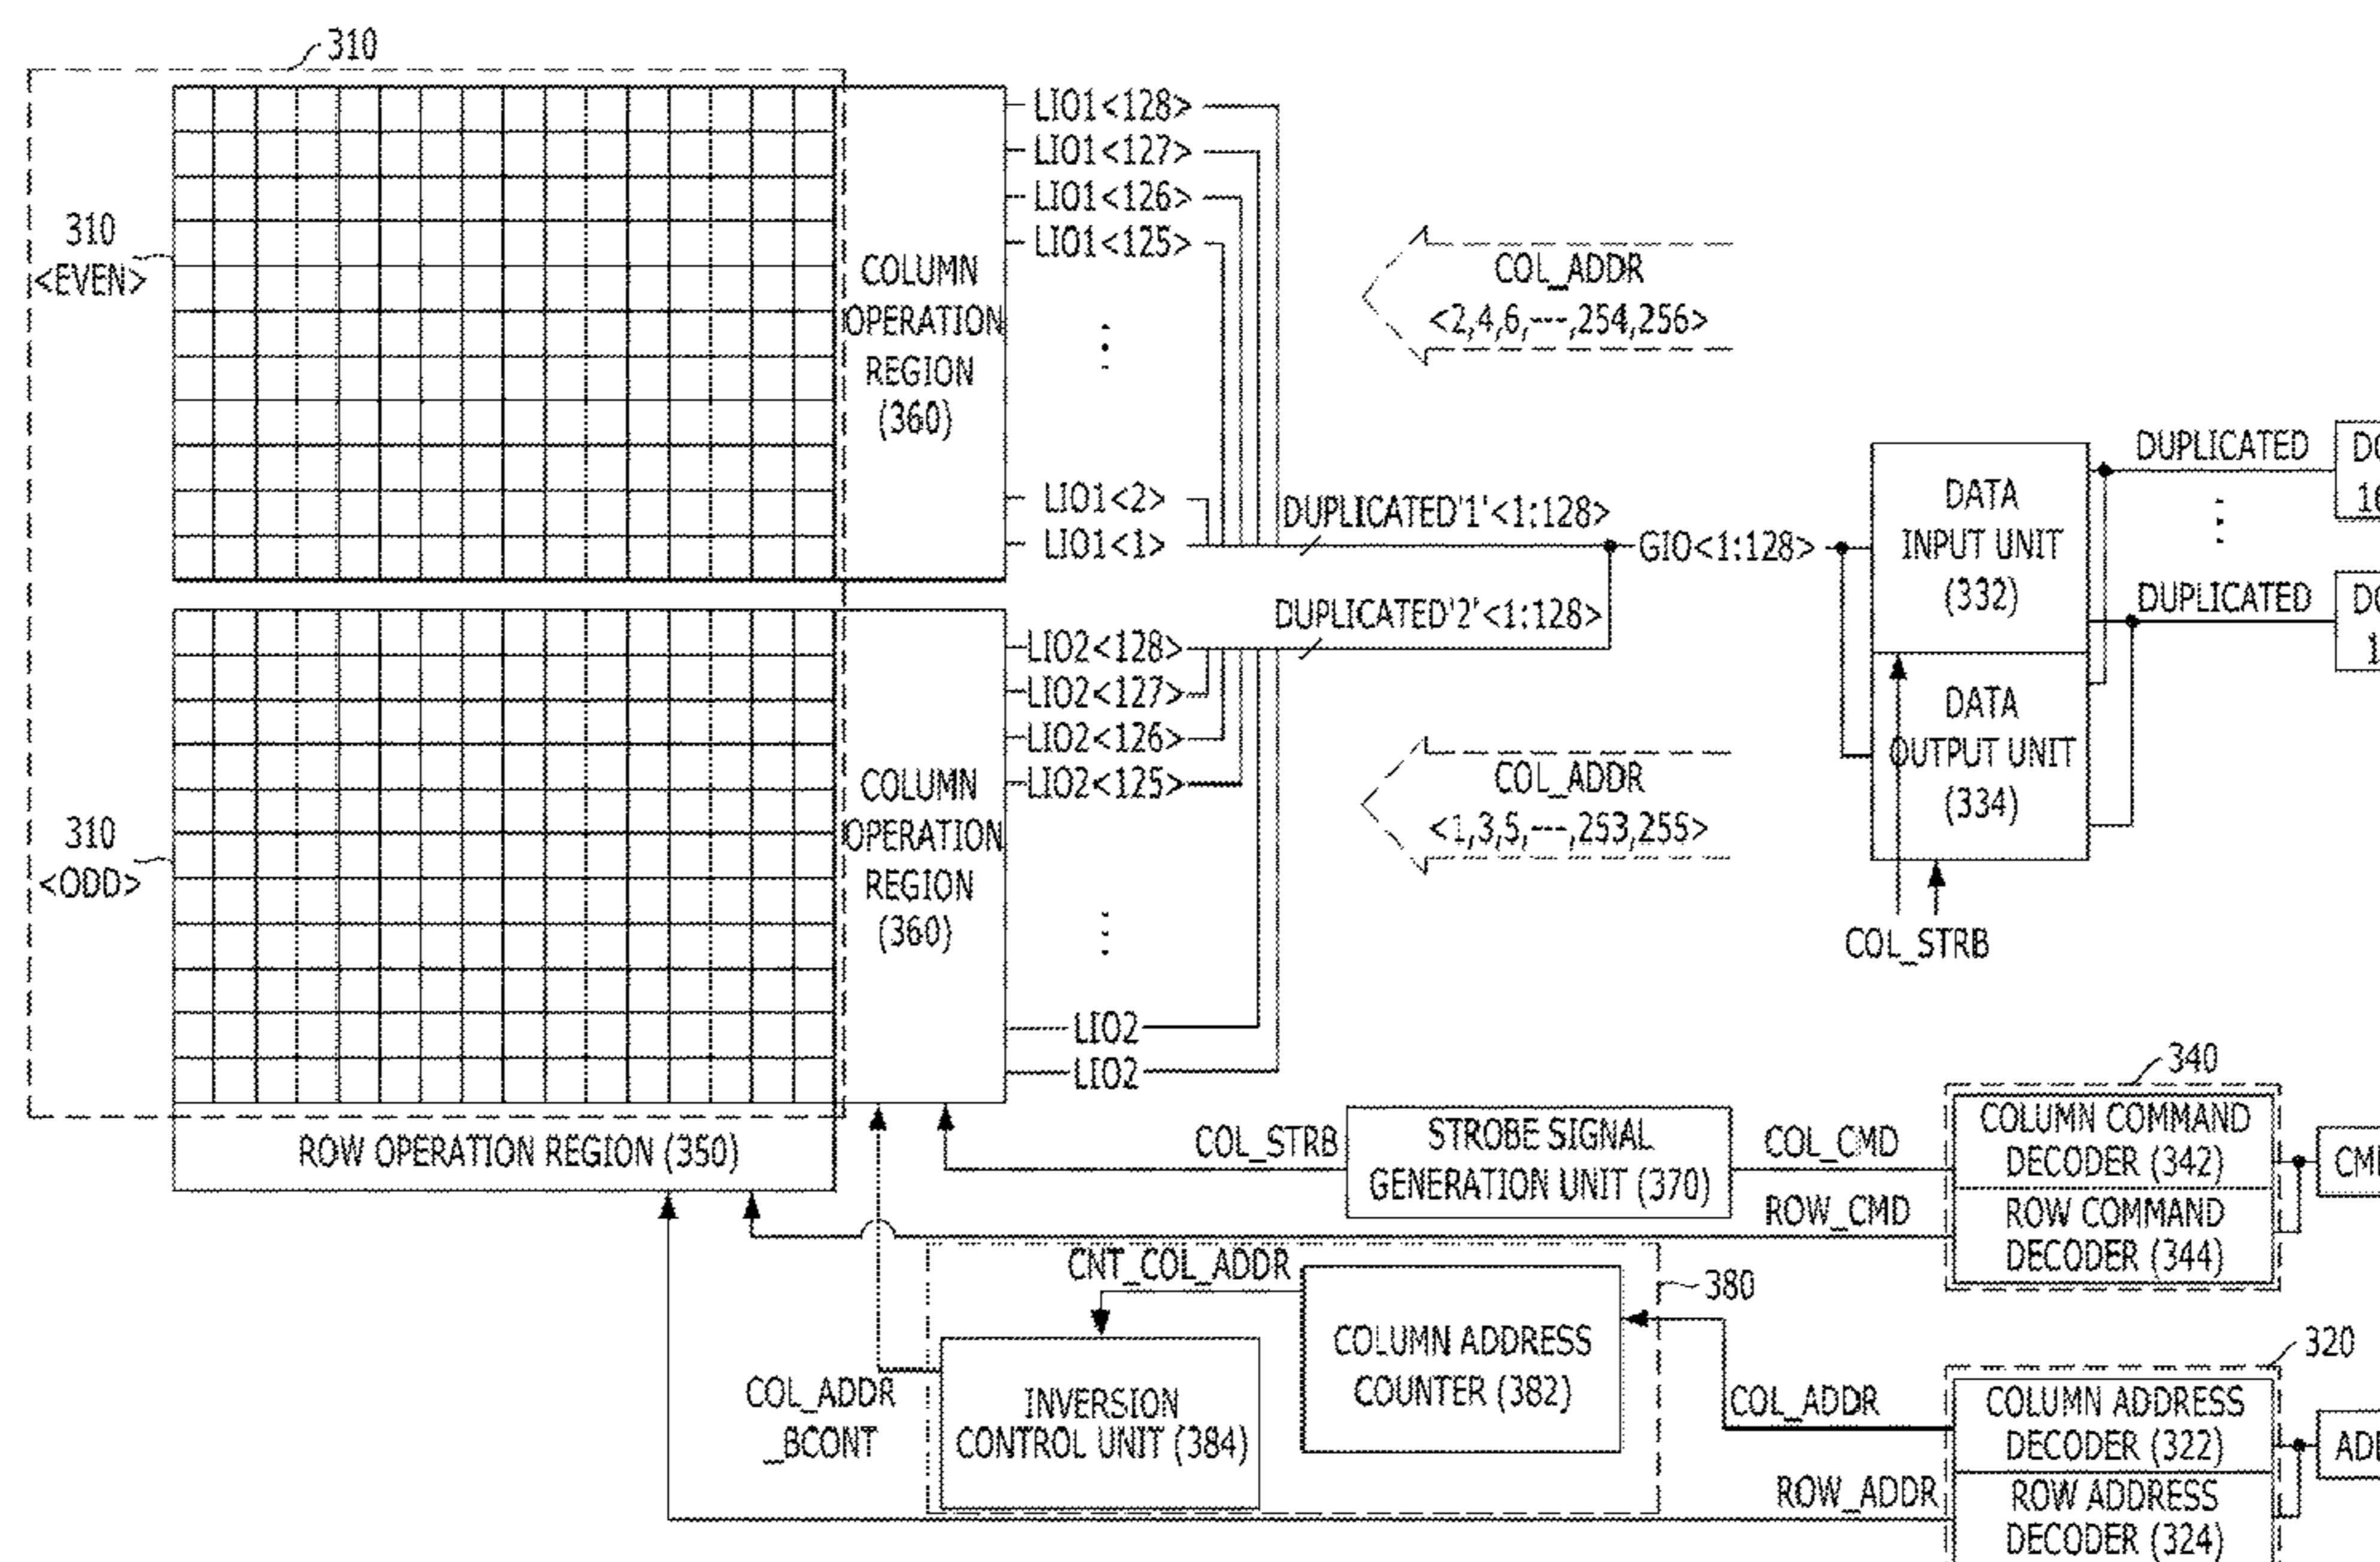 310
310
<EVEN>
COLUMN
OPERATION
REGION
(360)
LIO1<128>
LIO1<127>
LIO1<126>
LIO1<125>
LIO1<2>
LIO1<1>
COL_ADDR
<2,4,6,---,254,256>
DUPLICATED'1'<1:128>
GIO<1:128>
DUPLICATED'2'<1:128>
DATA
INPUT UNIT
(332)
DATA
OUTPUT UNIT
(334)
COL_STRB
DUPLICATED
DUPLICATED
310
<ODD>
COLUMN
OPERATION
REGION
(360)
LIO2<128>
LIO2<127>
LIO2<126>
LIO2<125>
LIO2
LIO2
COL_ADDR
<1,3,5,---,253,255>
ROW OPERATION REGION (350)
COL_STRB
STROBE SIGNAL
GENERATION UNIT (370)
COL_CMD
ROW_CMD
340
COLUMN COMMAND
DECODER (342)
ROW COMMAND
DECODER (344)
CNT_COL_ADDR
380
COLUMN ADDRESS
COUNTER (382)
INVERSION
CONTROL UNIT (384)
COL_ADDR
_BCONT
COL_ADDR
ROW_ADDR
320
COLUMN ADDRESS
DECODER (322)
ROW ADDRESS
DECODER (324)